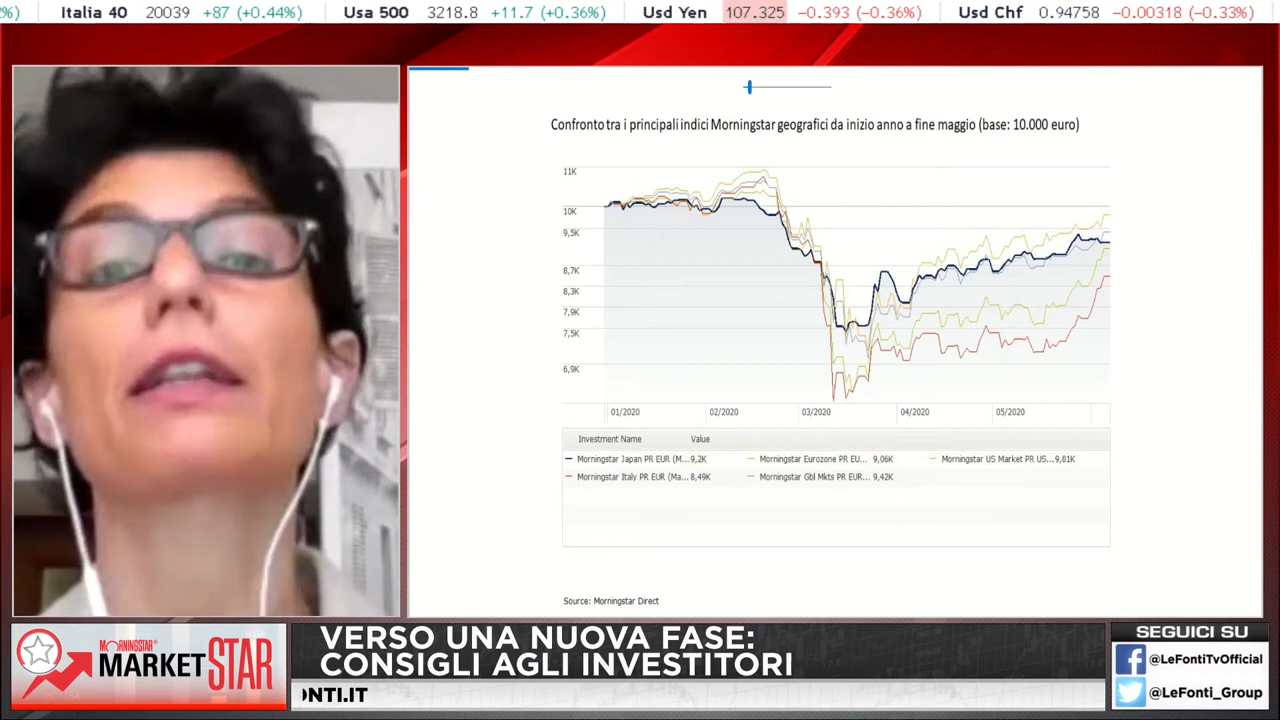 %) Italia 40 20039 +87 (+0.44%) Usa 500 3218.8 +11.7 (+0.36%) Usd Yen 107.325 −0.393 (−0.36%) Usd Chf 0.94758 −0.00318 (−0.33%)
Confronto tra i principali indici Morningstar geografici da inizio anno a fine maggio (base: 10.000 euro)
11K
10K
9,5K
8,7K
8,3K
7,9K
7,5K
6,9K
01/2020 02/2020 03/2020 04/2020 05/2020
Investment Name Value
Morningstar Japan PR EUR (M... 9,2K Morningstar Eurozone PR EU... 9,06K Morningstar US Market PR US... 9,81K
Morningstar Italy PR EUR (Ma... 8,49K Morningstar Gbl Mkts PR EUR... 9,42K
Source: Morningstar Direct
MORNINGSTAR®
MARKET STAR
VERSO UNA NUOVA FASE:
CONSIGLI AGLI INVESTITORI
NTI.IT
SEGUICI SU
@LeFontiTvOfficial
@LeFonti_Group